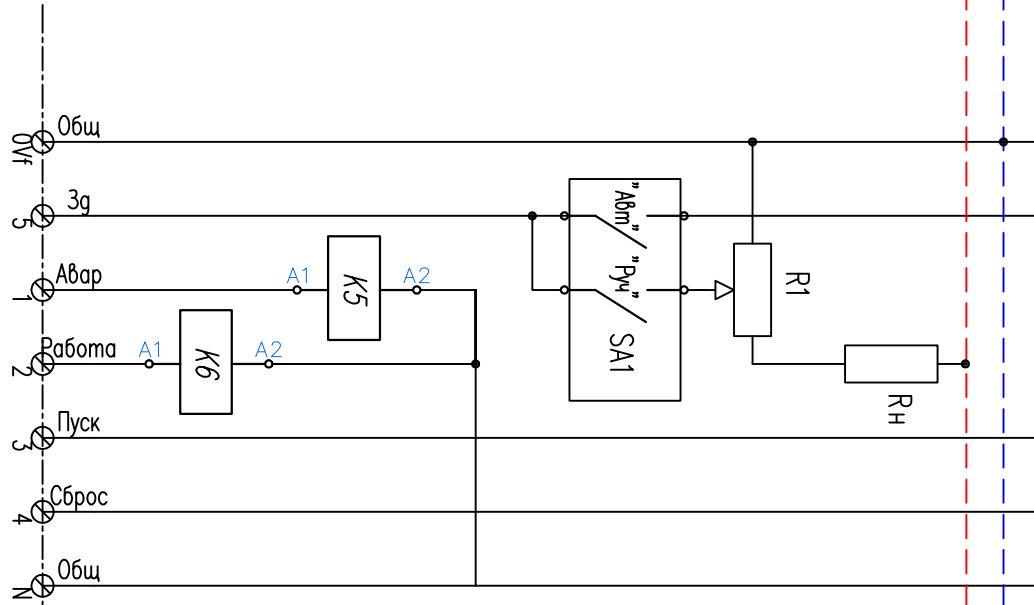 Общ
0Vf
Зд
5
"Авт"
"Руч"
SA1
R1
Авар
1
A1
K5
A2
Работа
2
A1
K6
A2
Rн
Пуск
3
Сброс
4
Общ
N